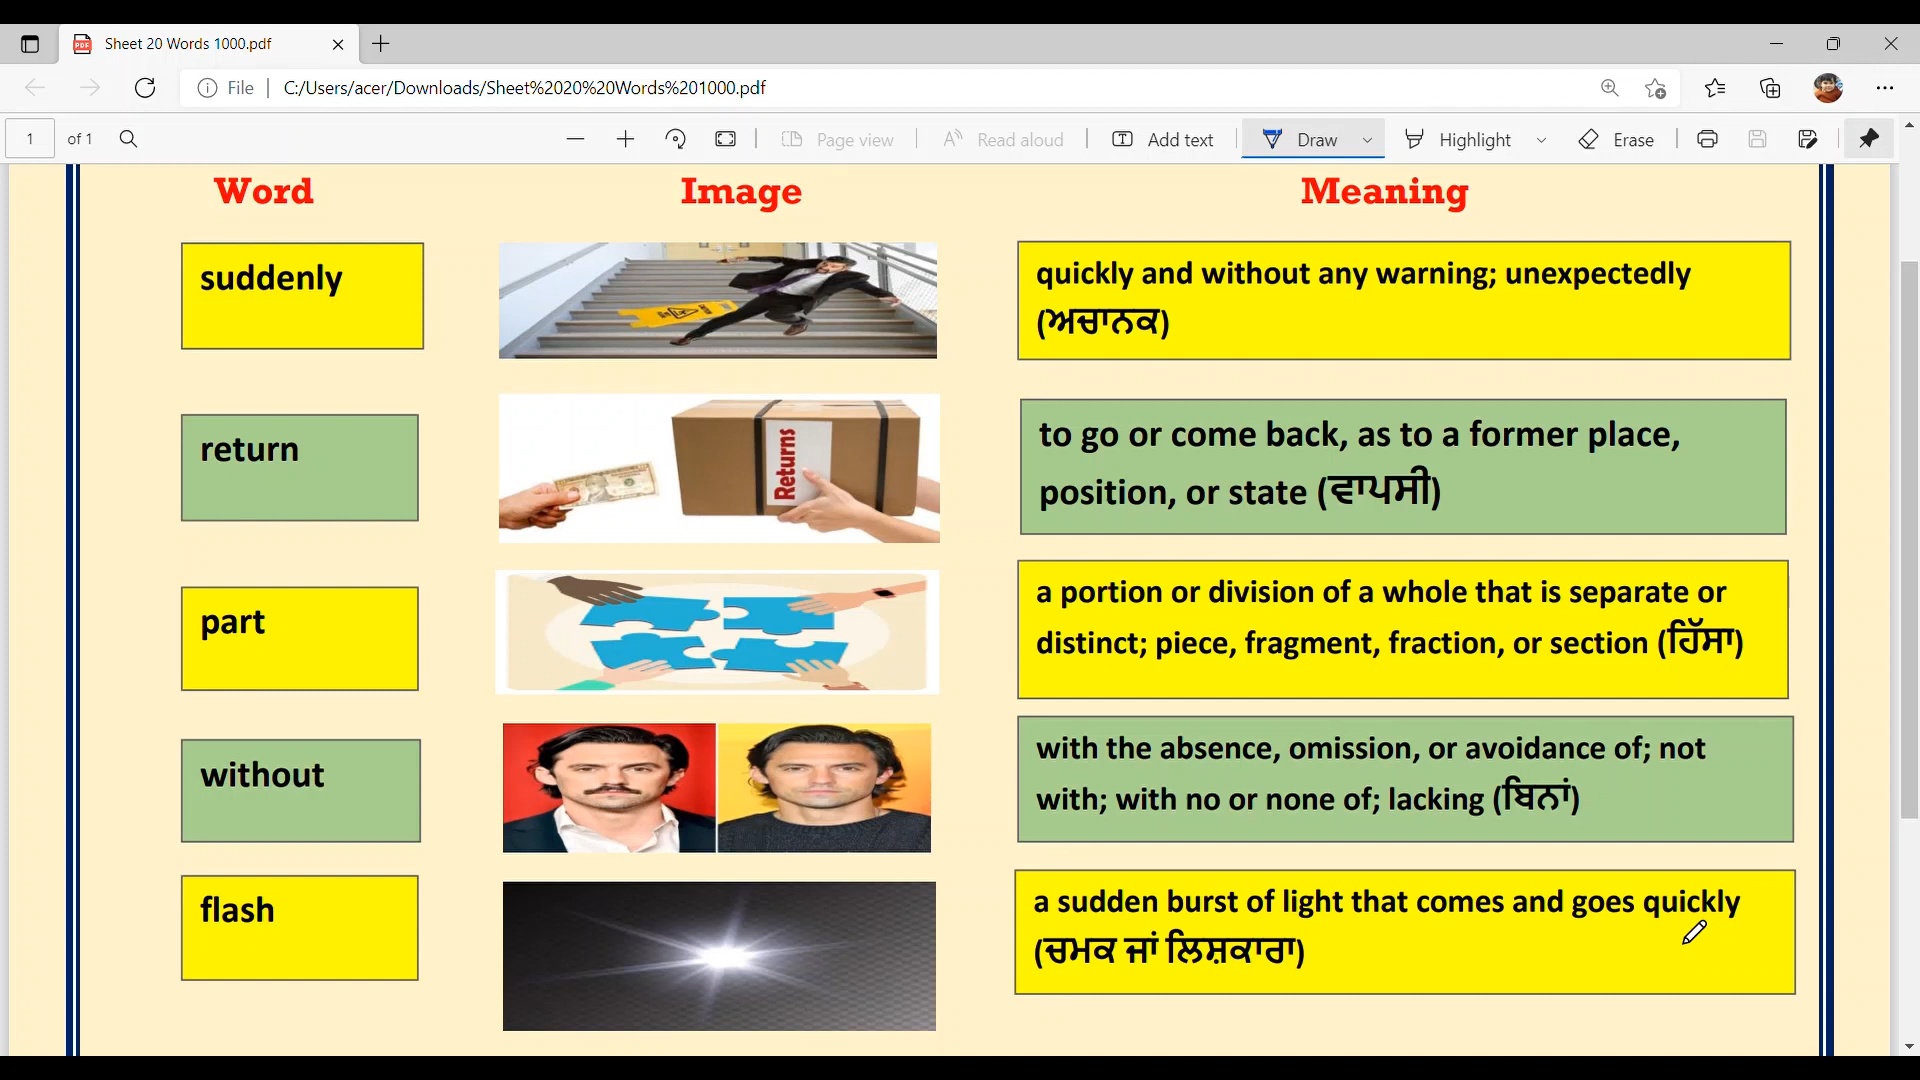 Sheet 20 Words 1000.pdf
File C:/Users/acer/Downloads/Sheet%2020%20Words%201000.pdf
1 of 1 Page view Read aloud Add text Draw Highlight Erase
Word Image Meaning
suddenly
quickly and without any warning; unexpectedly
(ਅਚਾਨਕ)
return
Returns
to go or come back, as to a former place,
position, or state (ਵਾਪਸੀ)
part
a portion or division of a whole that is separate or
distinct; piece, fragment, fraction, or section (ਹਿੱਸਾ)
without
with the absence, omission, or avoidance of; not
with; with no or none of; lacking (ਬਿਨਾਂ)
flash
a sudden burst of light that comes and goes quickly
(ਚਮਕ ਜਾਂ ਲਿਸ਼ਕਾਰਾ)